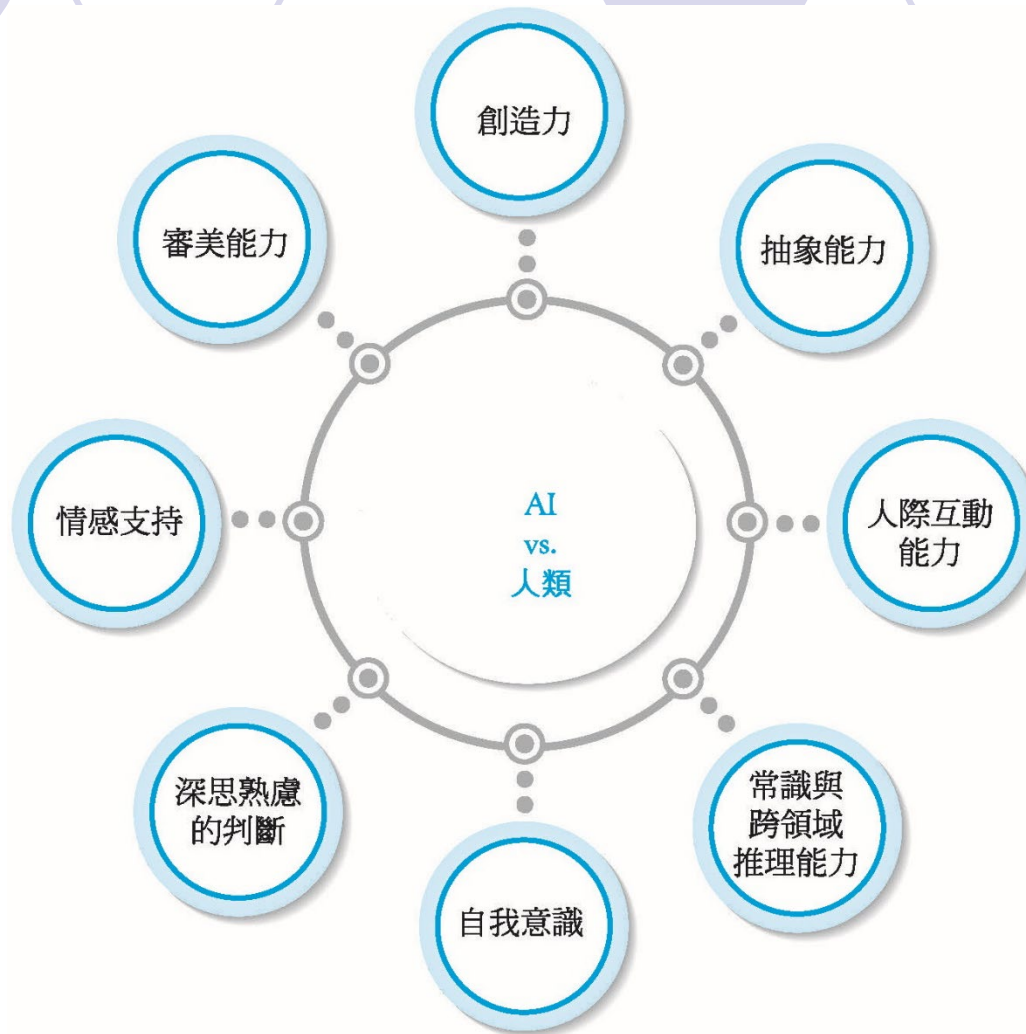 創造力
抽象能力
人際互動
能力
常識與
跨領域
推理能力
自我意識
深思熟慮
的判斷
情感支持
審美能力
AI
vs.
人類